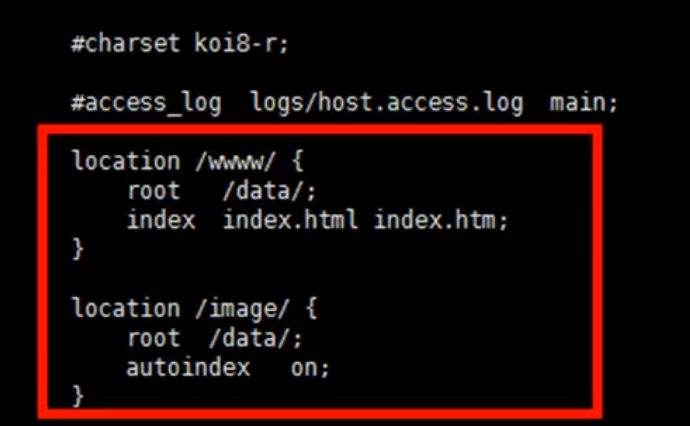 #charset koi8-r;
#access_log  logs/host.access.log  main;
location /www/ {
    root   /data/;
    index  index.html index.htm;
}
location /image/ {
    root  /data/;
    autoindex   on;
}